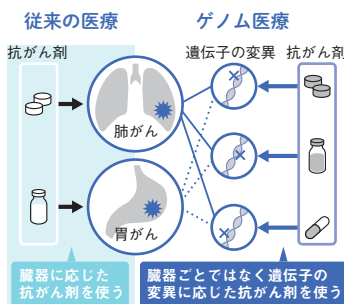 従来の医療
ゲノム医療
抗がん剤
遺伝子の変異
抗がん剤
肺がん
胃がん
臓器に応じた
抗がん剤を使う
臓器ごとではなく遺伝子の
変異に応じた抗がん剤を使う